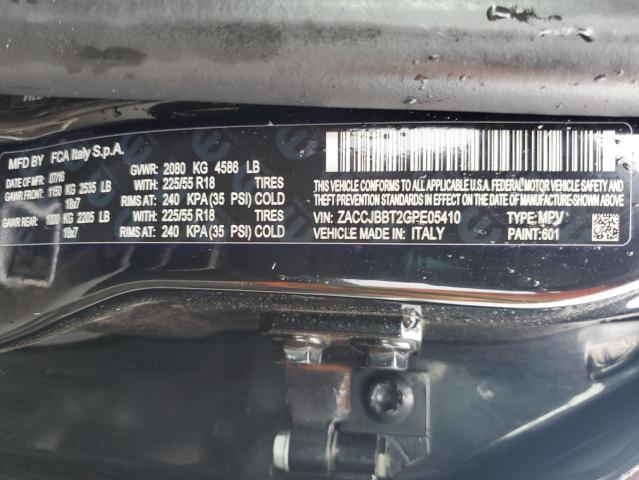 MFD BY FCA Italy S.p.A.
DATE OF MFR 07/16 GVWR: 2080 KG 4586 LB
GAWR FRONT: 1150 KG 2535 LB WITH: 225/55 R18 TIRES
18x7 RIMS AT: 240 KPA (35 PSI) COLD
GAWR REAR: 1000 KG 2205 LB WITH: 225/55 R18 TIRES
18x7 RIMS AT: 240 KPA (35 PSI) COLD
THIS VEHICLE CONFORMS TO ALL APPLICABLE U.S.A. FEDERAL MOTOR VEHICLE
SAFETY, BUMPER, AND THEFT PREVENTION STANDARDS
IN EFFECT ON THE DATE OF MANUFACTURE SHOWN ABOVE
VIN: ZACCJBBT2GPE05410 TYPE: MPV
VEHICLE MADE IN: ITALY PAINT: 601